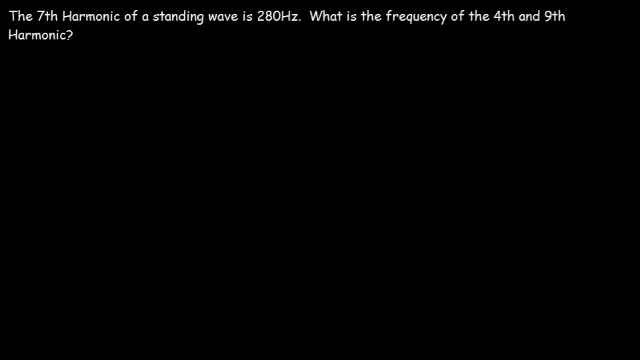 The 7th Harmonic of a standing wave is 280Hz.  What is the frequency of the 4th and 9th
Harmonic?